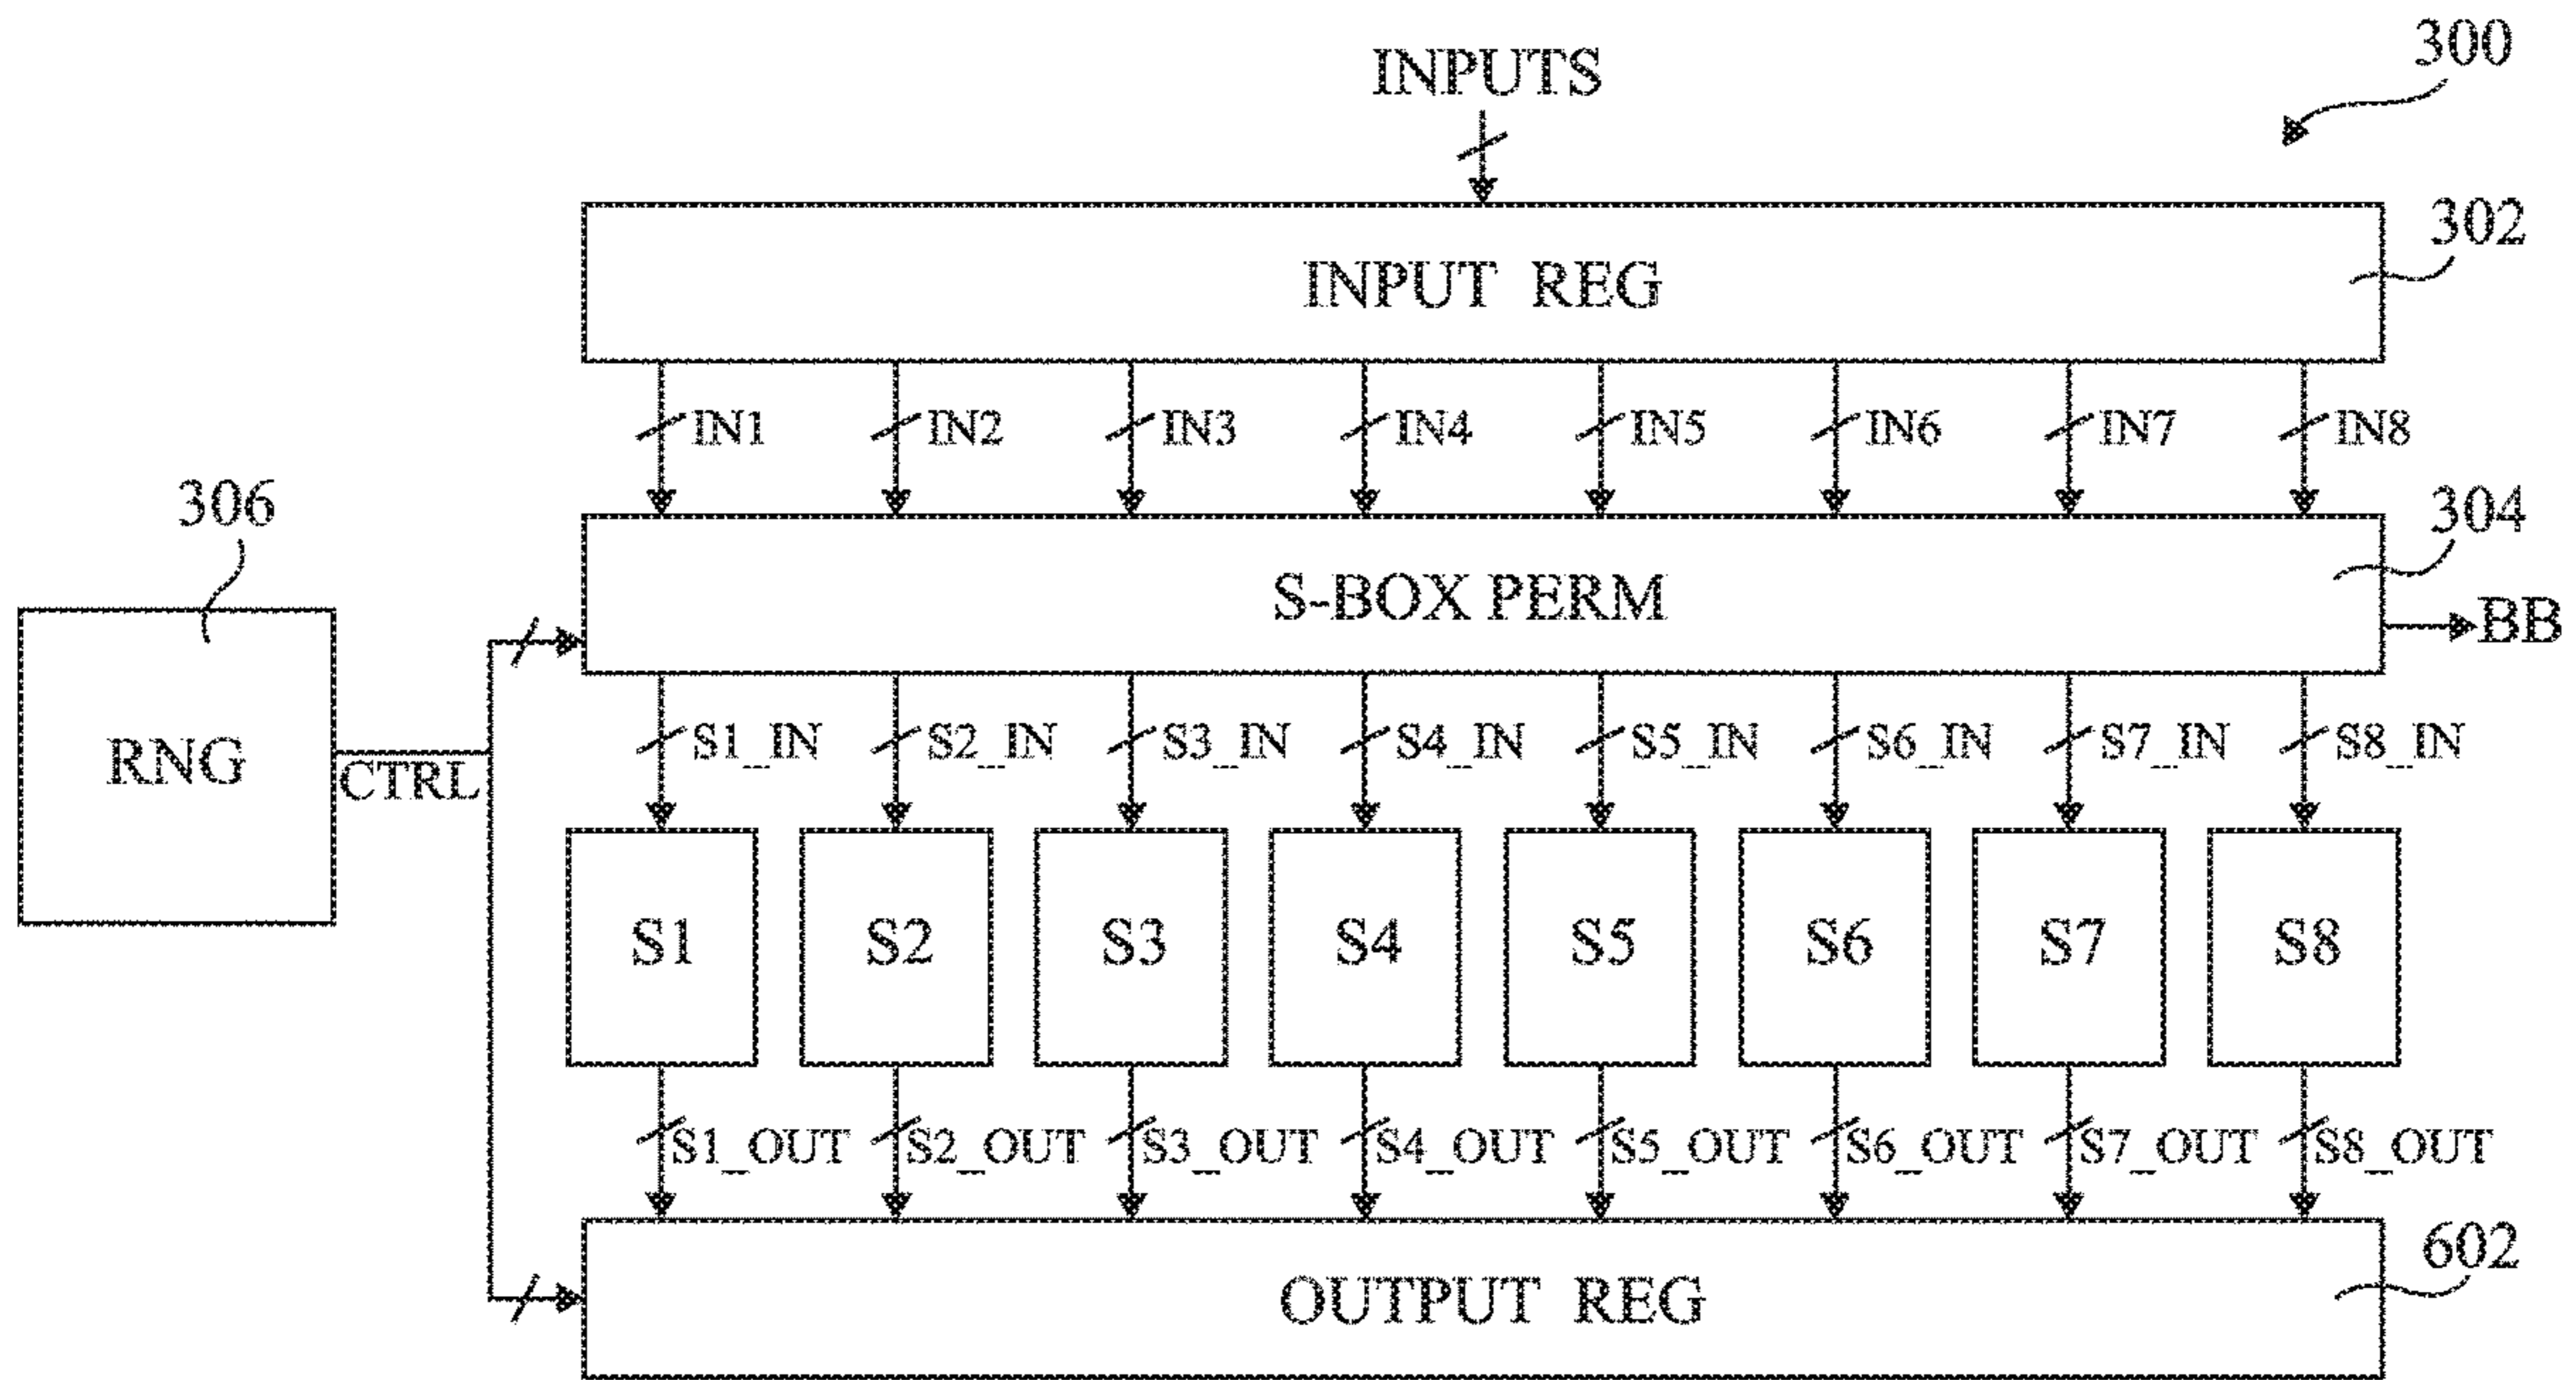 300
INPUTS
302
INPUT REG
IN1 IN2 IN3 IN4 IN5 IN6 IN7 IN8
306
304
S-BOX PERM
BB
RNG
CTRL
S1_IN S2_IN S3_IN S4_IN S5_IN S6_IN S7_IN S8_IN
S1 S2 S3 S4 S5 S6 S7 S8
S1_OUT S2_OUT S3_OUT S4_OUT S5_OUT S6_OUT S7_OUT S8_OUT
602
OUTPUT REG